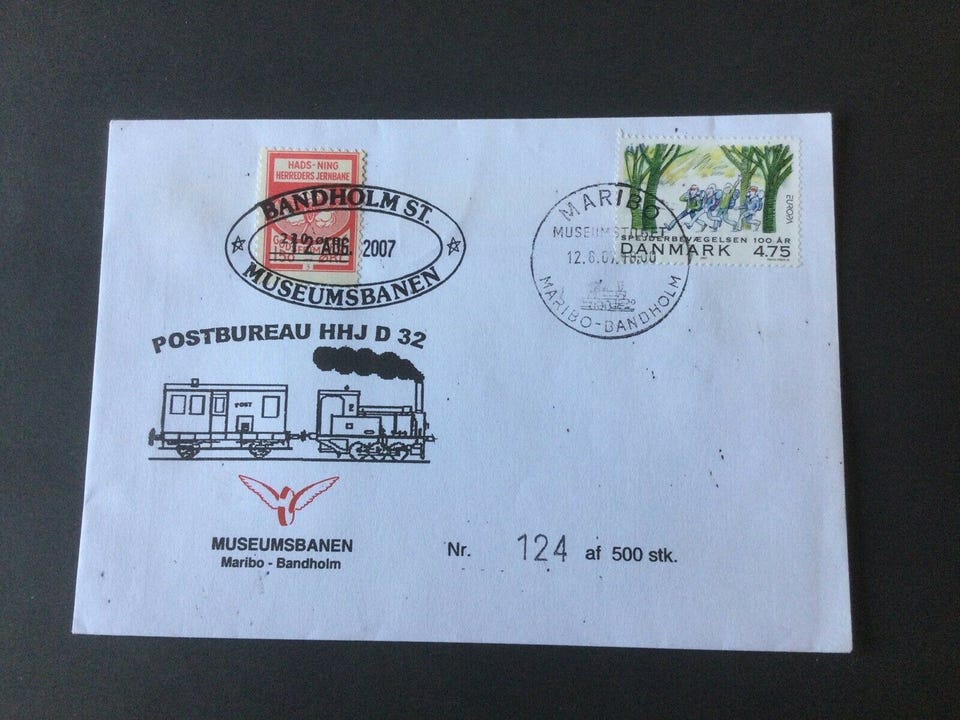 HADS-NING
HERREDERS JERNBANE
BANDHOLM ST.
12. AUG. 2007
MUSEUMSBANEN
MARIBO
MUSEUMSTOGET
12.8.07.
MARIBO-BANDHOLM
EUROPA
SPEJDERBEVÆGELSEN 100 ÅR
DANMARK 4.75
POSTBUREAU HHJ D 32
POST
MUSEUMSBANEN
Maribo - Bandholm
Nr. 124 af 500 stk.